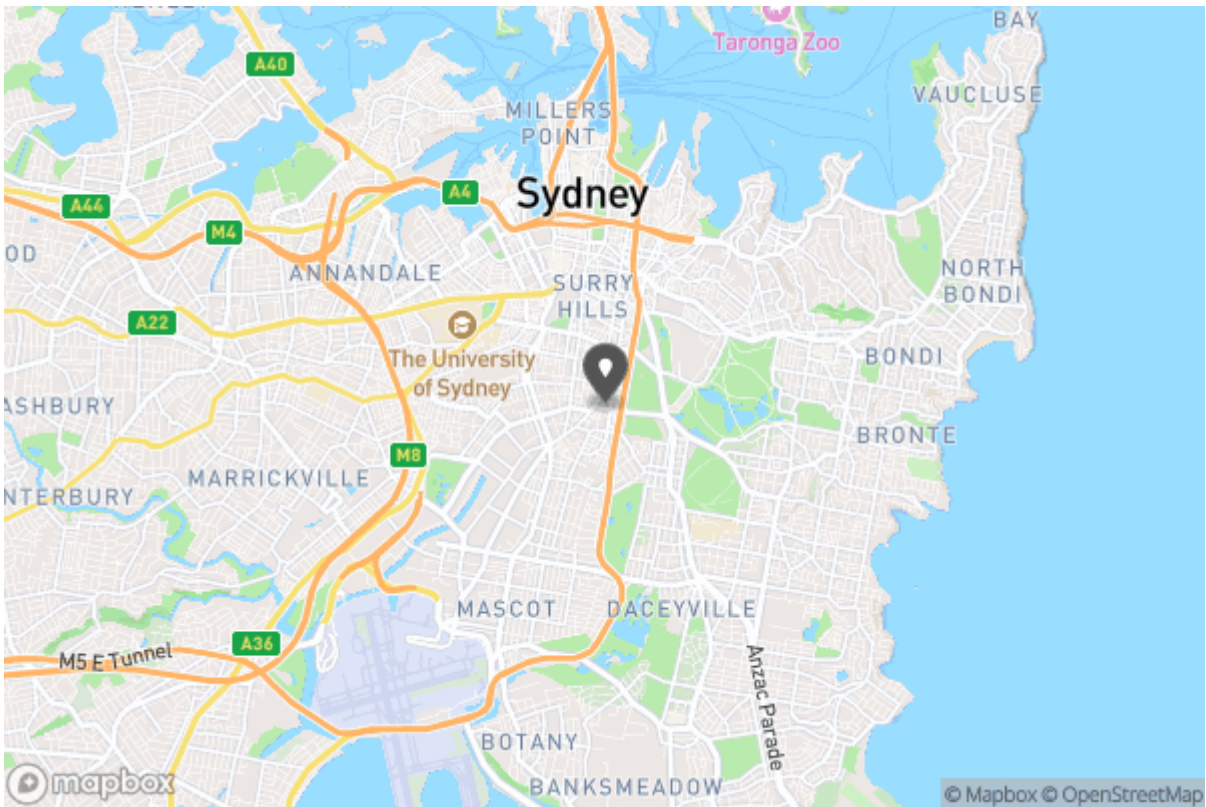 BAY
Taronga Zoo
A40
VAUCLUSE
MILLERS
POINT
Sydney
A4
A44
M4
OD
ANNANDALE
SURRY
HILLS
NORTH
BONDI
A22
The University
of Sydney
BONDI
ASHBURY
BRONTE
M8
MARRICKVILLE
NTERBURY
MASCOT
DACEYVILLE
A36
M5 E Tunnel
Anzac Parade
BOTANY
BANKSMEADOW
mapbox
© Mapbox © OpenStreetMap